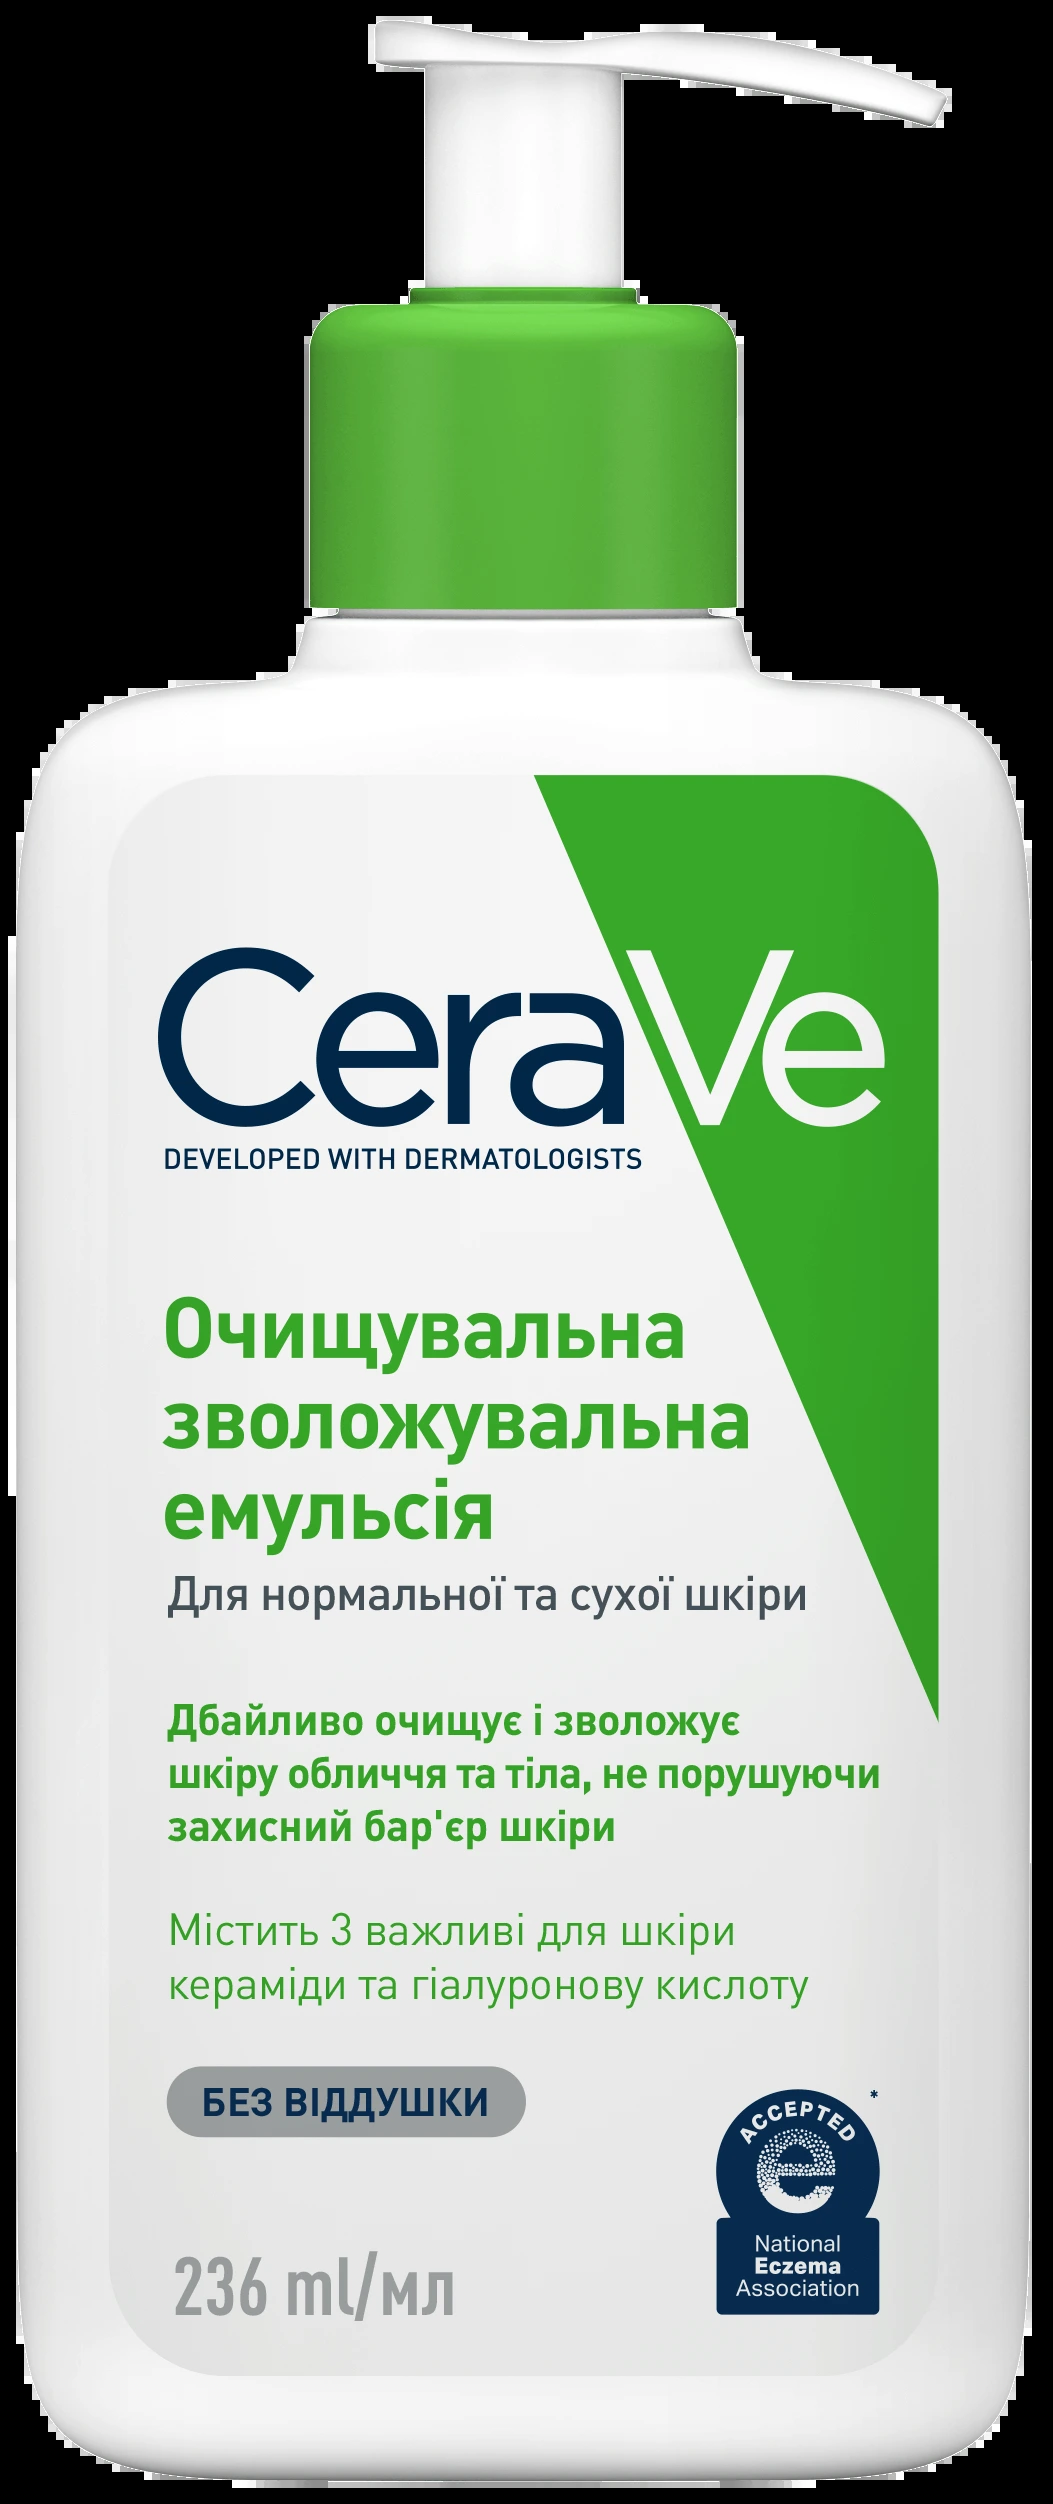 CeraVe
DEVELOPED WITH DERMATOLOGISTS
Очищувальна
зволожувальна
емульсія
Для нормальної та сухої шкіри
Дбайливо очищує і зволожує
шкіру обличчя та тіла, не порушуючи
захисний бар'єр шкіри
Містить 3 важливі для шкіри
кераміди та гіалуронову кислоту
БЕЗ ВІДДУШКИ
*
ACCEPTED
e
National
Eczema
Association
236 ml/мл